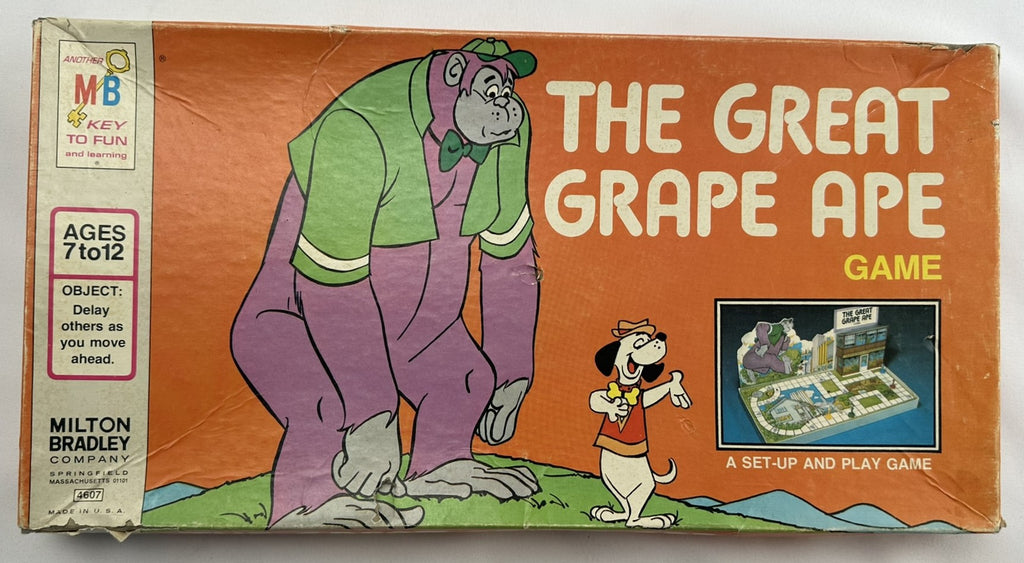 ANOTHER
MB
®
KEY
TO FUN
and learning
®
AGES
7 to 12
OBJECT:
Delay
others as
you move
ahead.
MILTON
BRADLEY
COMPANY
SPRINGFIELD
MASSACHUSETTS 01101
4607
MADE IN U.S.A.
THE GREAT
GRAPE APE
GAME
THE GREAT
GRAPE APE
A SET-UP AND PLAY GAME